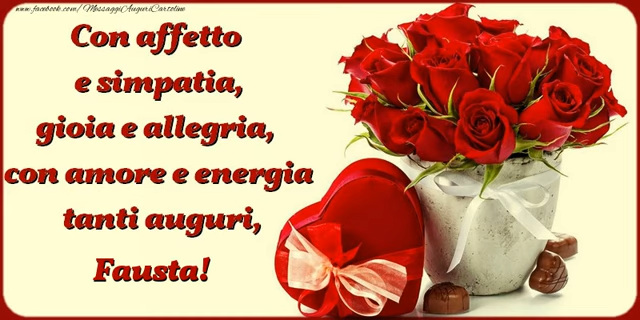 www.facebook.com/MessaggiAuguriCartoline
Con affetto
e simpatia,
gioia e allegria,
con amore e energia
tanti auguri,
Fausta!